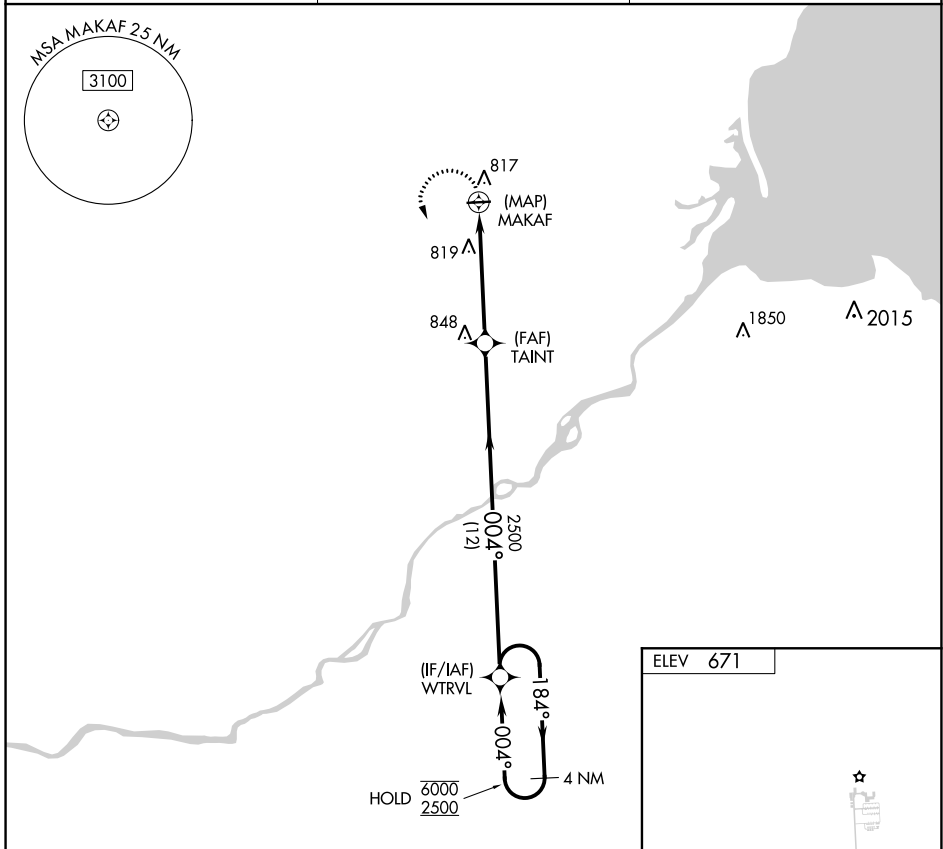 MSA MAKAF 25 NM
3100
817
(MAP)
MAKAF
819
848
(FAF)
TAINT
1850
2015
2500
004°
(12)
(IF/IAF)
WTRVL
184°
004°
4 NM
HOLD
6000
2500
ELEV 671